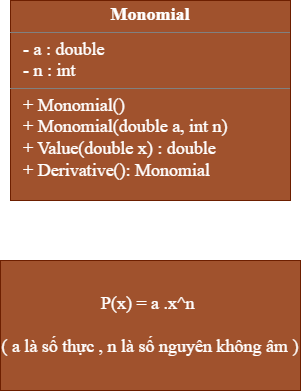 Monomial
- a : double
- n : int
+ Monomial()
+ Monomial(double a, int n)
+ Value(double x) : double
+ Derivative(): Monomial
P(x) = a .x^n
( a là số thực , n là số nguyên không âm )